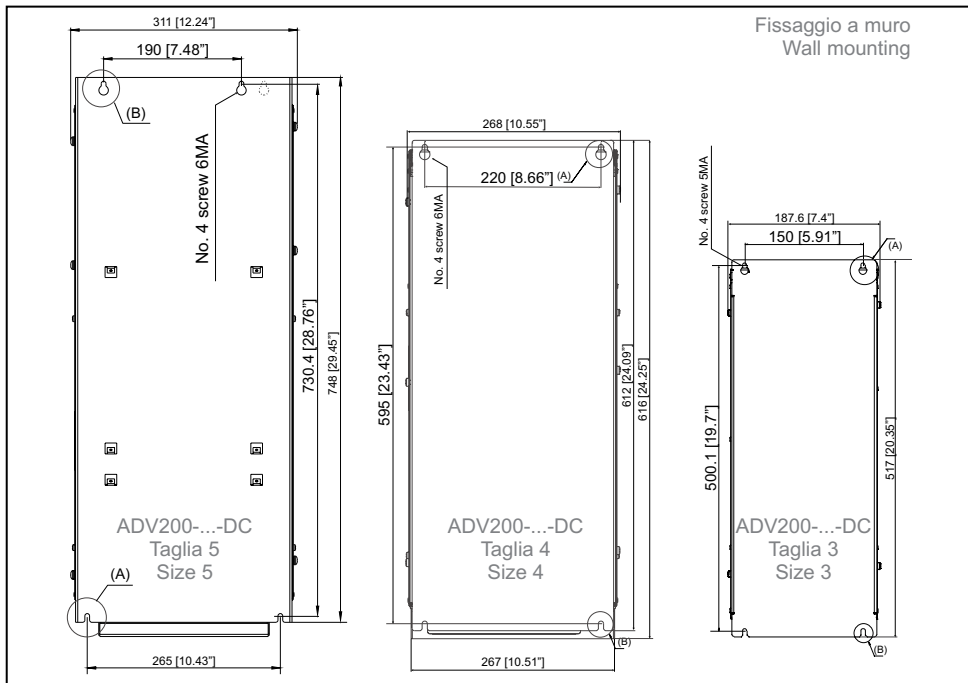 Fissaggio a muro
Wall mounting
311 [12.24”]
190 [7.48”]
(B)
No. 4 screw 6MA
730.4 [28.76”]
748 [29.45”]
ADV200-...-DC
Taglia 5
Size 5
(A)
265 [10.43”]
268 [10.55”]
220 [8.66”]
(A)
No. 4 screw 6MA
595 [23.43”]
612 [24.09”]
616 [24.25”]
ADV200-...-DC
Taglia 4
Size 4
(B)
267 [10.51”]
No. 4 screw 5MA
187.6 [7.4”]
150 [5.91”]
(A)
500.1 [19.7”]
517 [20.35”]
ADV200-...-DC
Taglia 3
Size 3
(B)